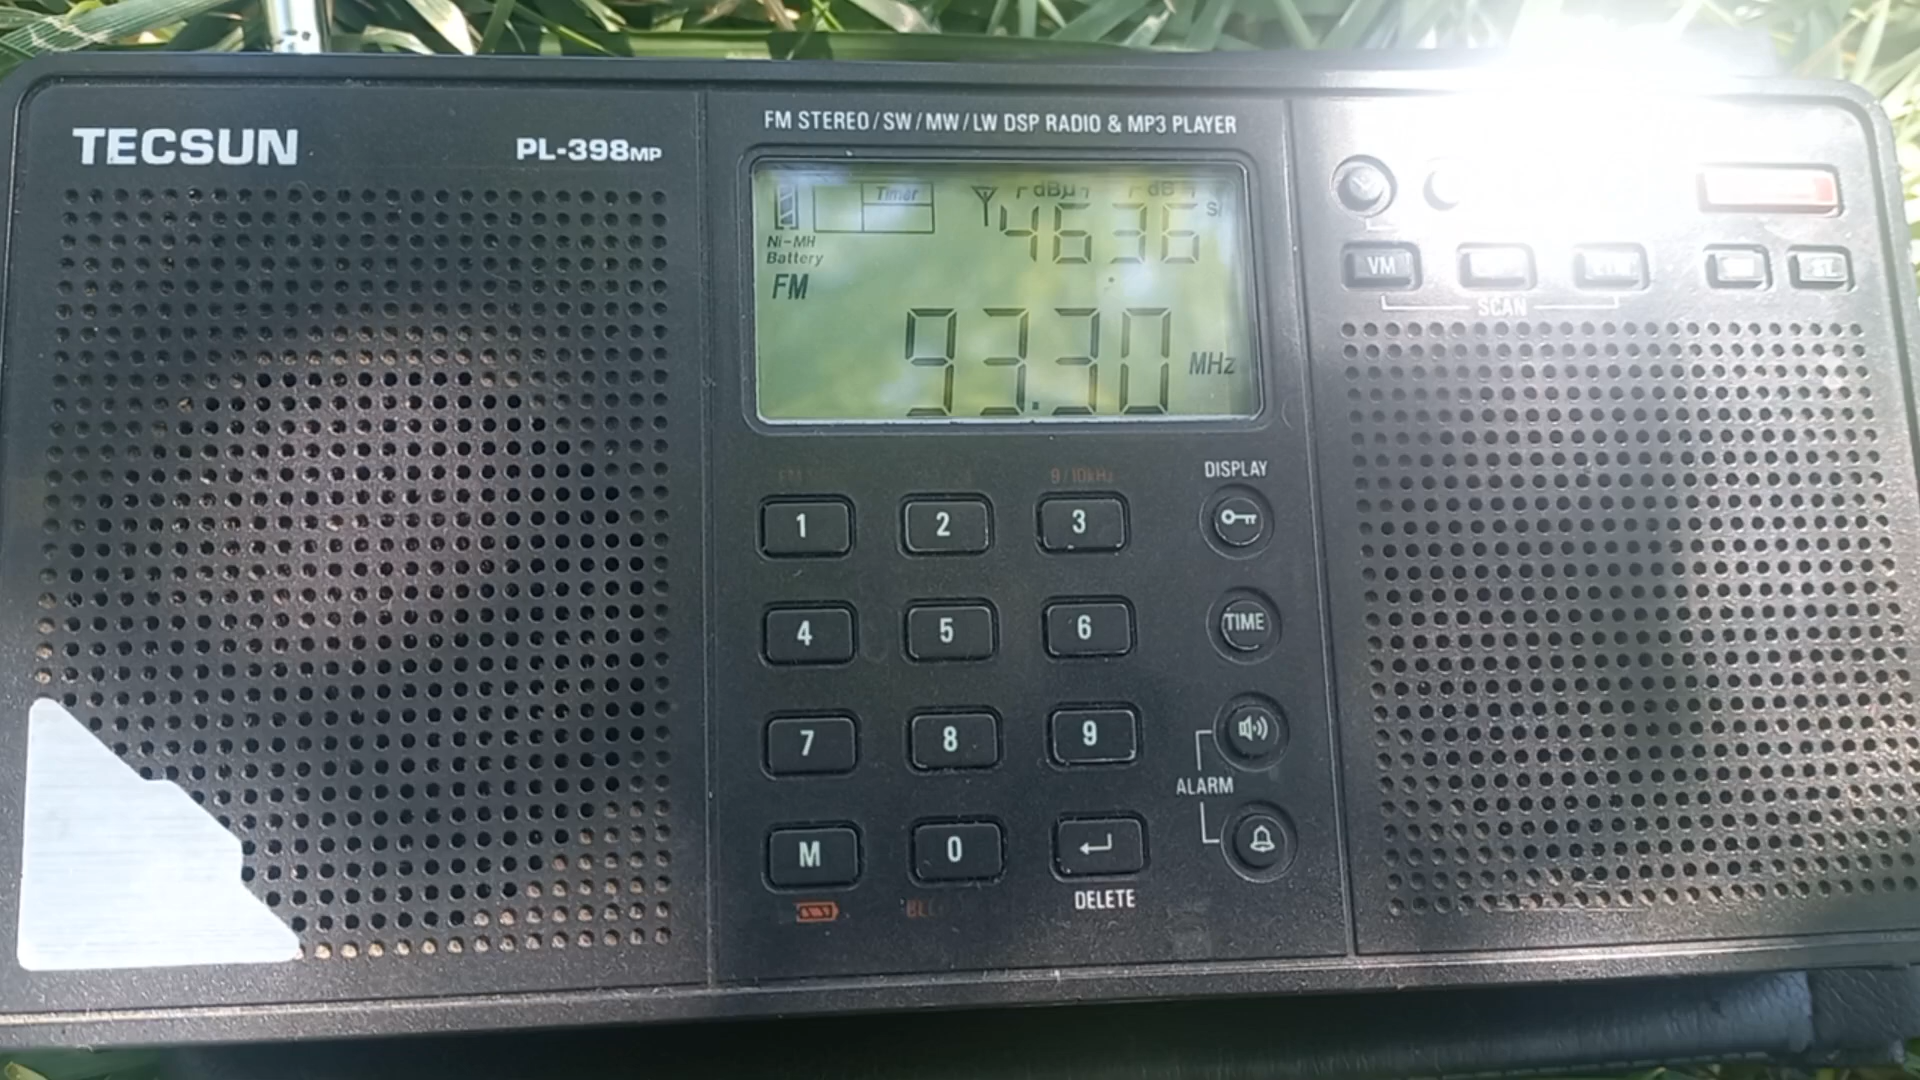 TECSUN
PL-398MP
FM STEREO/SW/MW/LW DSP RADIO & MP3 PLAYER
Timer
dBµ dB
4636
S/
Ni-MH
Battery
FM
93.30 MHz
VM
SCAN
9/10kHz
DISPLAY
1 2 3
4 5 6 TIME
7 8 9
ALARM
M 0
DELETE